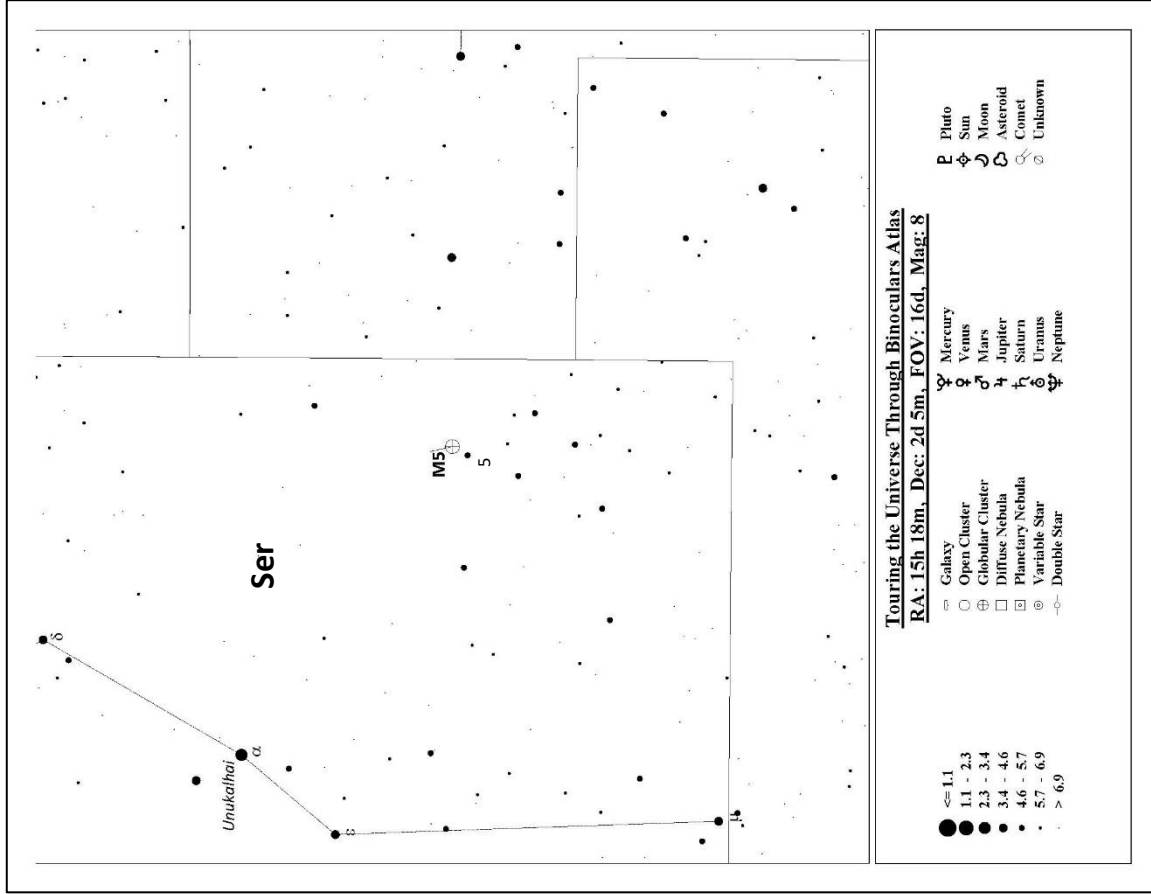 δ
Ser
α
Unukalhai
ε
M5
5
μ
Touring the Universe Through Binoculars Atlas
RA: 15h 18m, Dec: 2d 5m, FOV: 16d, Mag: 8
<= 1.1
1.1 - 2.3
2.3 - 3.4
3.4 - 4.6
4.6 - 5.7
5.7 - 6.9
> 6.9
Galaxy
Open Cluster
Globular Cluster
Diffuse Nebula
Planetary Nebula
Variable Star
Double Star
Mercury
Venus
Mars
Jupiter
Saturn
Uranus
Neptune
Pluto
Sun
Moon
Asteroid
Comet
Unknown